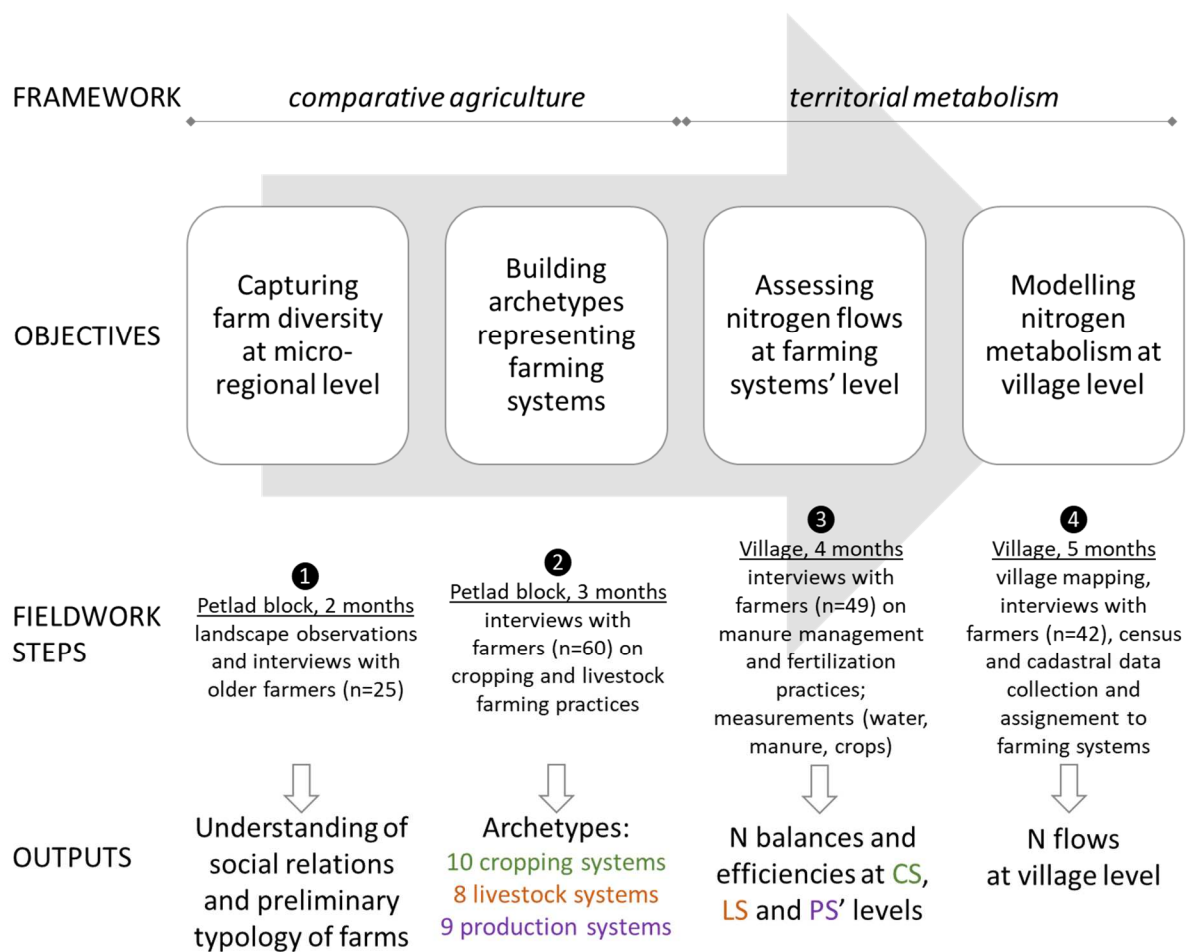 FRAMEWORK
comparative agriculture
territorial metabolism
OBJECTIVES
Capturing
farm diversity
at micro-
regional level
Building
archetypes
representing
farming
systems
Assessing
nitrogen flows
at farming
systems' level
Modelling
nitrogen
metabolism at
village level
FIELDWORK
STEPS
1
Petlad block, 2 months
landscape observations
and interviews with
older farmers (n=25)
2
Petlad block, 3 months
interviews with
farmers (n=60) on
cropping and livestock
farming practices
3
Village, 4 months
interviews with
farmers (n=49) on
manure management
and fertilization
practices;
measurements (water,
manure, crops)
4
Village, 5 months
village mapping,
interviews with
farmers (n=42), census
and cadastral data
collection and
assignement to
farming systems
OUTPUTS
Understanding of
social relations
and preliminary
typology of farms
Archetypes:
10 cropping systems
8 livestock systems
9 production systems
N balances and
efficiencies at CS,
LS and PS' levels
N flows
at village level